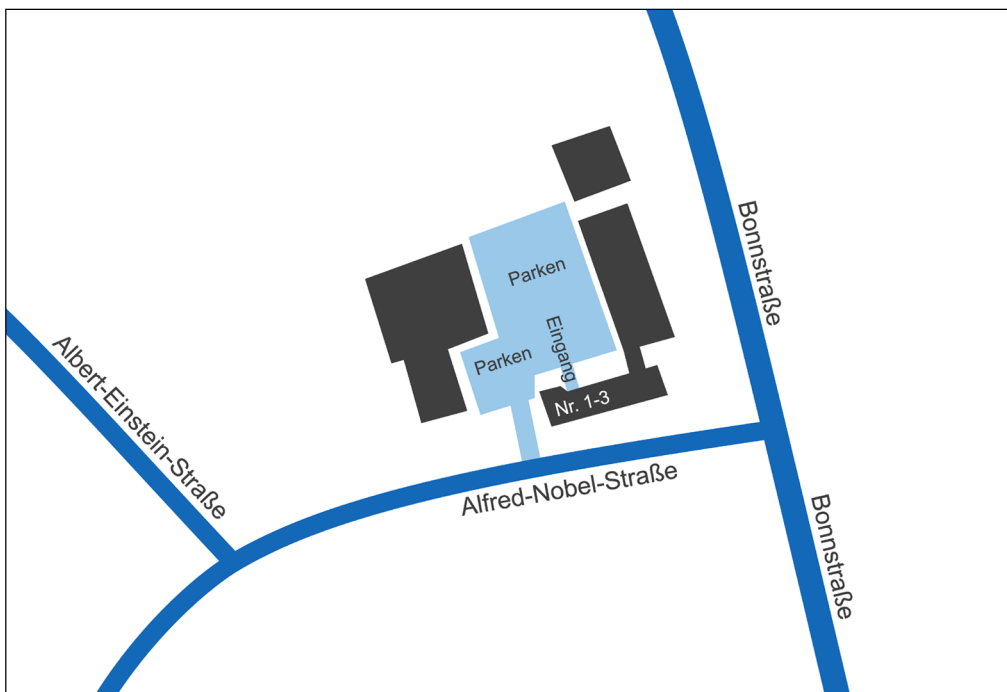 Bonnstraße
Parken
Eingang
Parken
Nr. 1-3
Albert-Einstein-Straße
Alfred-Nobel-Straße
Bonnstraße